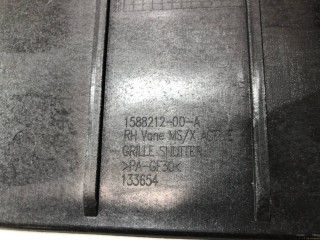 1588212-00-A
RH Vane MS/X ACTIVE
GRILLE SHUTTER
>PA-GF30<
133654